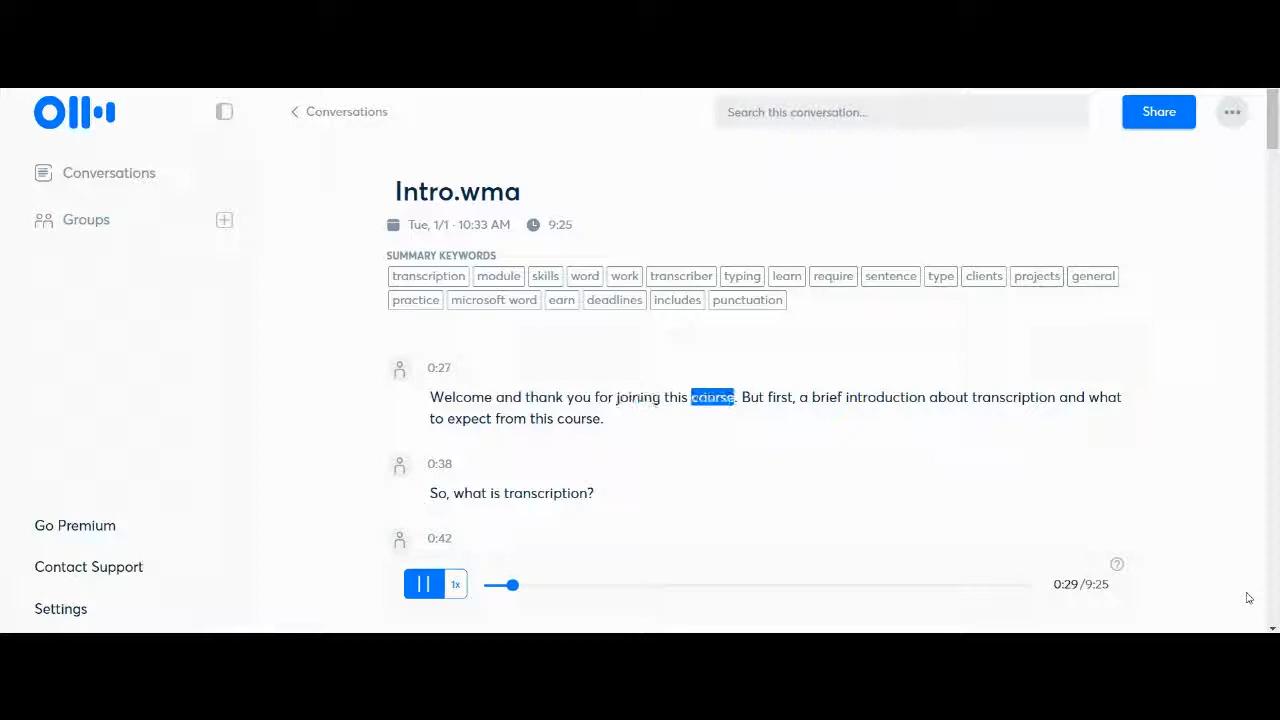 Conversations
Search this conversation...
Share
Conversations
Groups
Intro.wma
Tue, 1/1 · 10:33 AM 9:25
SUMMARY KEYWORDS
transcription module skills word work transcriber typing learn require sentence type clients projects general
practice microsoft word earn deadlines includes punctuation
0:27
Welcome and thank you for joining this course. But first, a brief introduction about transcription and what
to expect from this course.
0:38
So, what is transcription?
0:42
1x
0:29/9:25
Go Premium
Contact Support
Settings